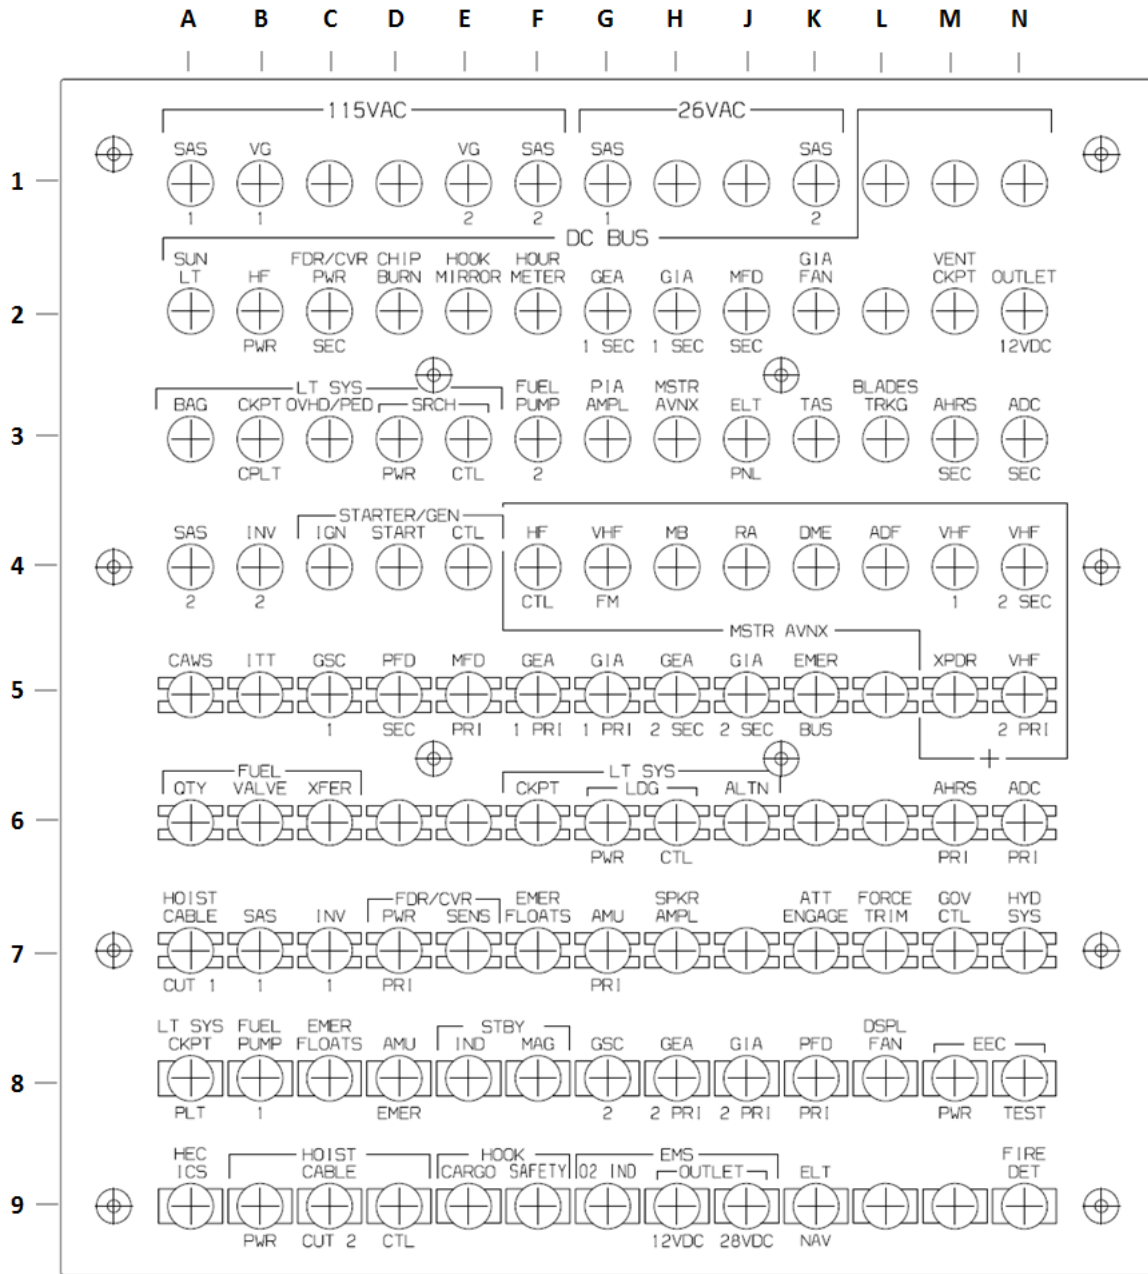 A B C D E F G H J K L M N
115VAC 26VAC
SAS VG VG SAS SAS SAS
1
1 1 2 2 1 2
DC BUS
SUN FDR/CVR CHIP HOOK HOUR GIA VENT
LT HF PWR BURN MIRROR METER GEA GIA MFD FAN CKPT OUTLET
2
PWR SEC 1 SEC 1 SEC SEC 12VDC
LT SYS FUEL PIA MSTR BLADES
BAG CKPT OVHD/PED SRCH PUMP AMPL AVNX ELT TAS TRKG AHRS ADC
3
CPLT PWR CTL 2 PNL SEC SEC
STARTER/GEN
SAS INV IGN START CTL HF VHF MB RA DME ADF VHF VHF
4
2 2 CTL FM 1 2 SEC
MSTR AVNX
CAWS ITT GSC PFD MFD GEA GIA GEA GIA EMER XPDR VHF
5
1 SEC PRI 1 PRI 1 PRI 2 SEC 2 SEC BUS 2 PRI
FUEL LT SYS
QTY VALVE XFER CKPT LDG ALTN AHRS ADC
6
PWR CTL PRI PRI
HOIST FDR/CVR EMER SPKR ATT FORCE GOV HYD
CABLE SAS INV PWR SENS FLOATS AMU AMPL ENGAGE TRIM CTL SYS
7
CUT 1 1 1 PRI PRI
LT SYS FUEL EMER STBY DSPL
CKPT PUMP FLOATS AMU IND MAG GSC GEA GIA PFD FAN EEC
8
PLT 1 EMER 2 2 PRI 2 PRI PRI PWR TEST
HEC HOIST HOOK EMS FIRE
ICS CABLE CARGO SAFETY O2 IND OUTLET ELT DET
9
PWR CUT 2 CTL 12VDC 28VDC NAV